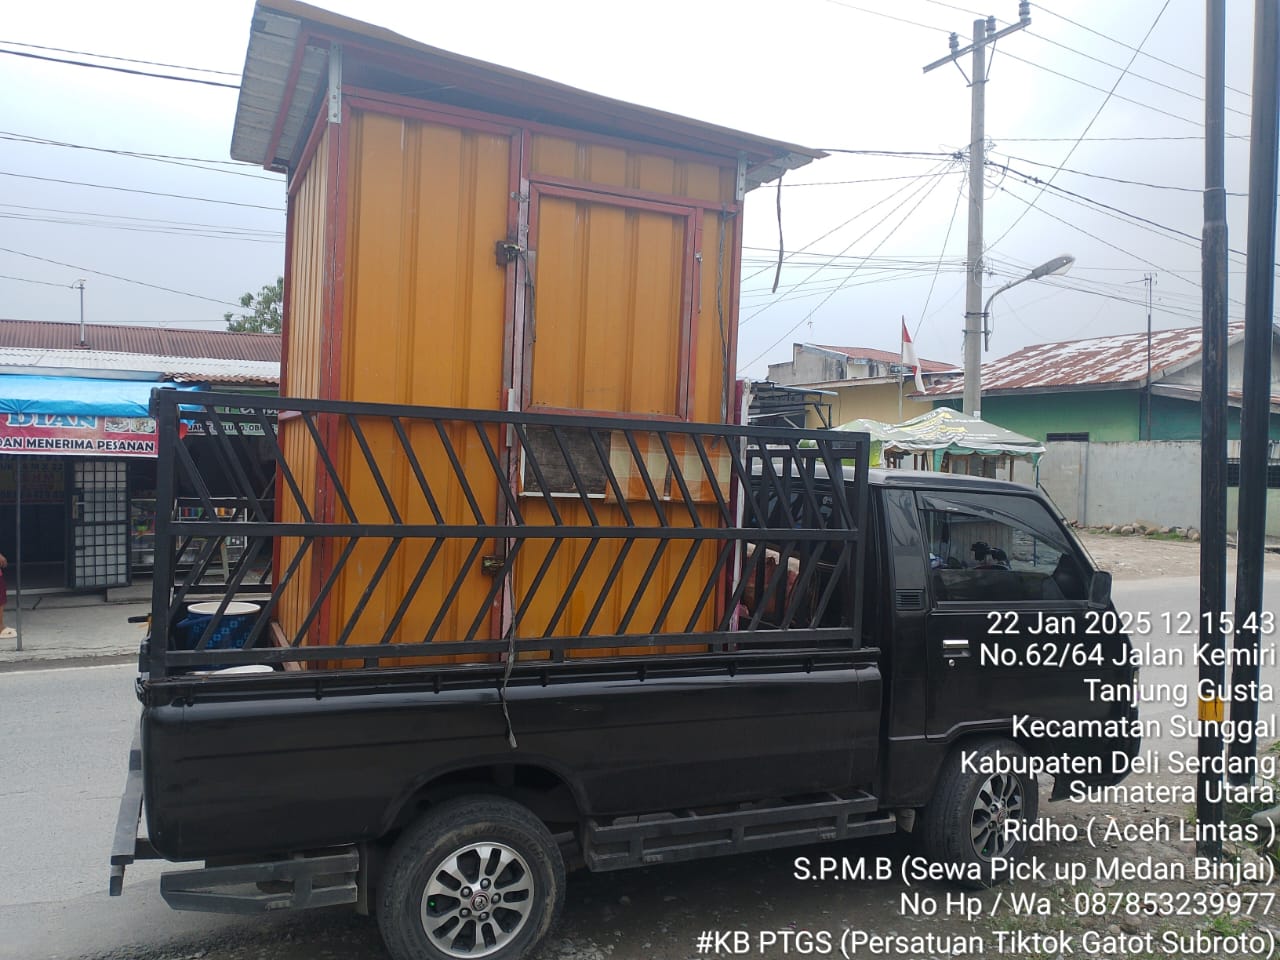 DIAN
DAN MENERIMA PESANAN
22 Jan 2025 12.15.43
No.62/64 Jalan Kemiri
Tanjung Gusta
Kecamatan Sunggal
Kabupaten Deli Serdang
Sumatera Utara
Ridho ( Aceh Lintas )
S.P.M.B (Sewa Pick up Medan Binjai)
No Hp / Wa : 087853239977
#KB PTGS (Persatuan Tiktok Gatot Subroto)